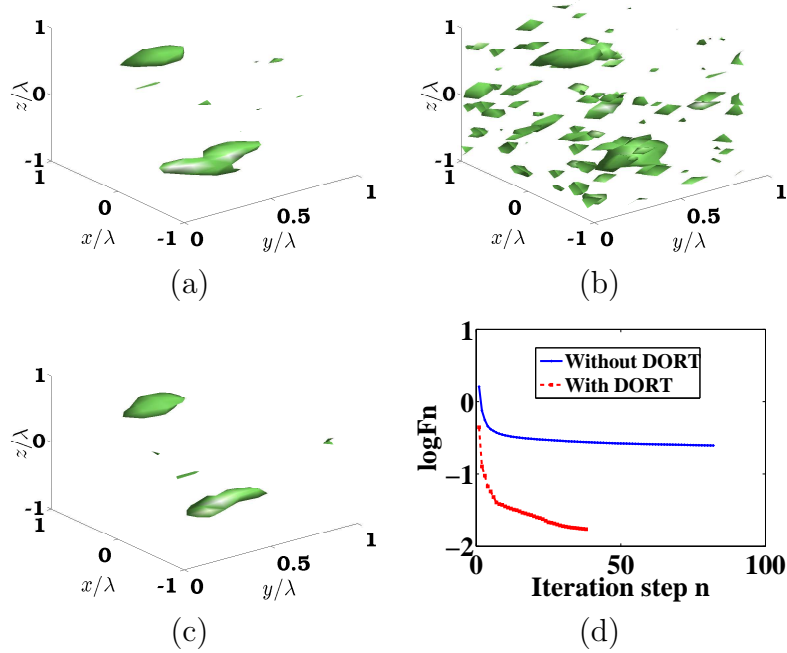 1
0
-1
z/λ
1
0
-1
x/λ
0
0.5
1
y/λ
(a)
1
0
-1
z/λ
1
0
-1
x/λ
0
0.5
1
y/λ
(b)
1
0
-1
z/λ
1
0
-1
x/λ
0
0.5
1
y/λ
(c)
1
0
−1
−2
logFn
Without DORT
With DORT
0
50
100
Iteration step n
(d)